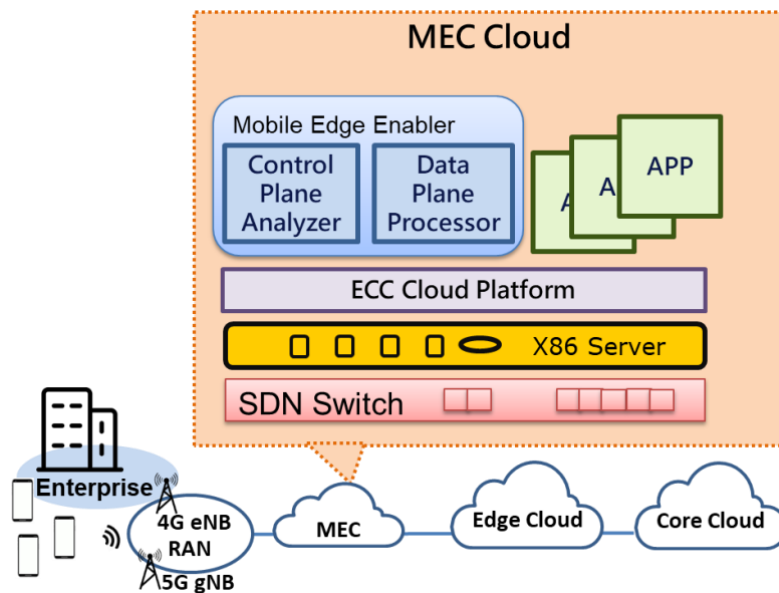 MEC Cloud
Mobile Edge Enabler
Control
Plane
Analyzer
Data
Plane
Processor
A
A
APP
ECC Cloud Platform
X86 Server
SDN Switch
Enterprise
4G eNB
RAN
5G gNB
MEC
Edge Cloud
Core Cloud